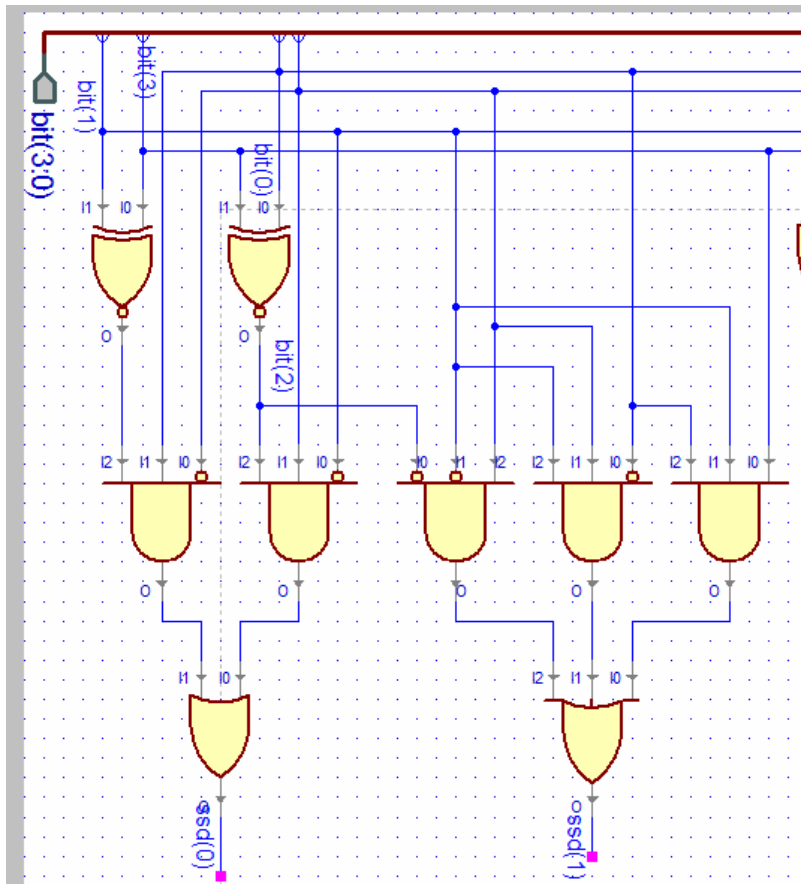 bit(3:0)
bit(1)
bit(3)
bit(0)
I1 I0 I1 I0
O O
bit(2)
I2 I1 I0 I2 I1 I0 I0 I1 I2 I2 I1 I0 I2 I1 I0
O O O O O
I1 I0 I2 I1 I0
O O
ssd(0) ssd(1)